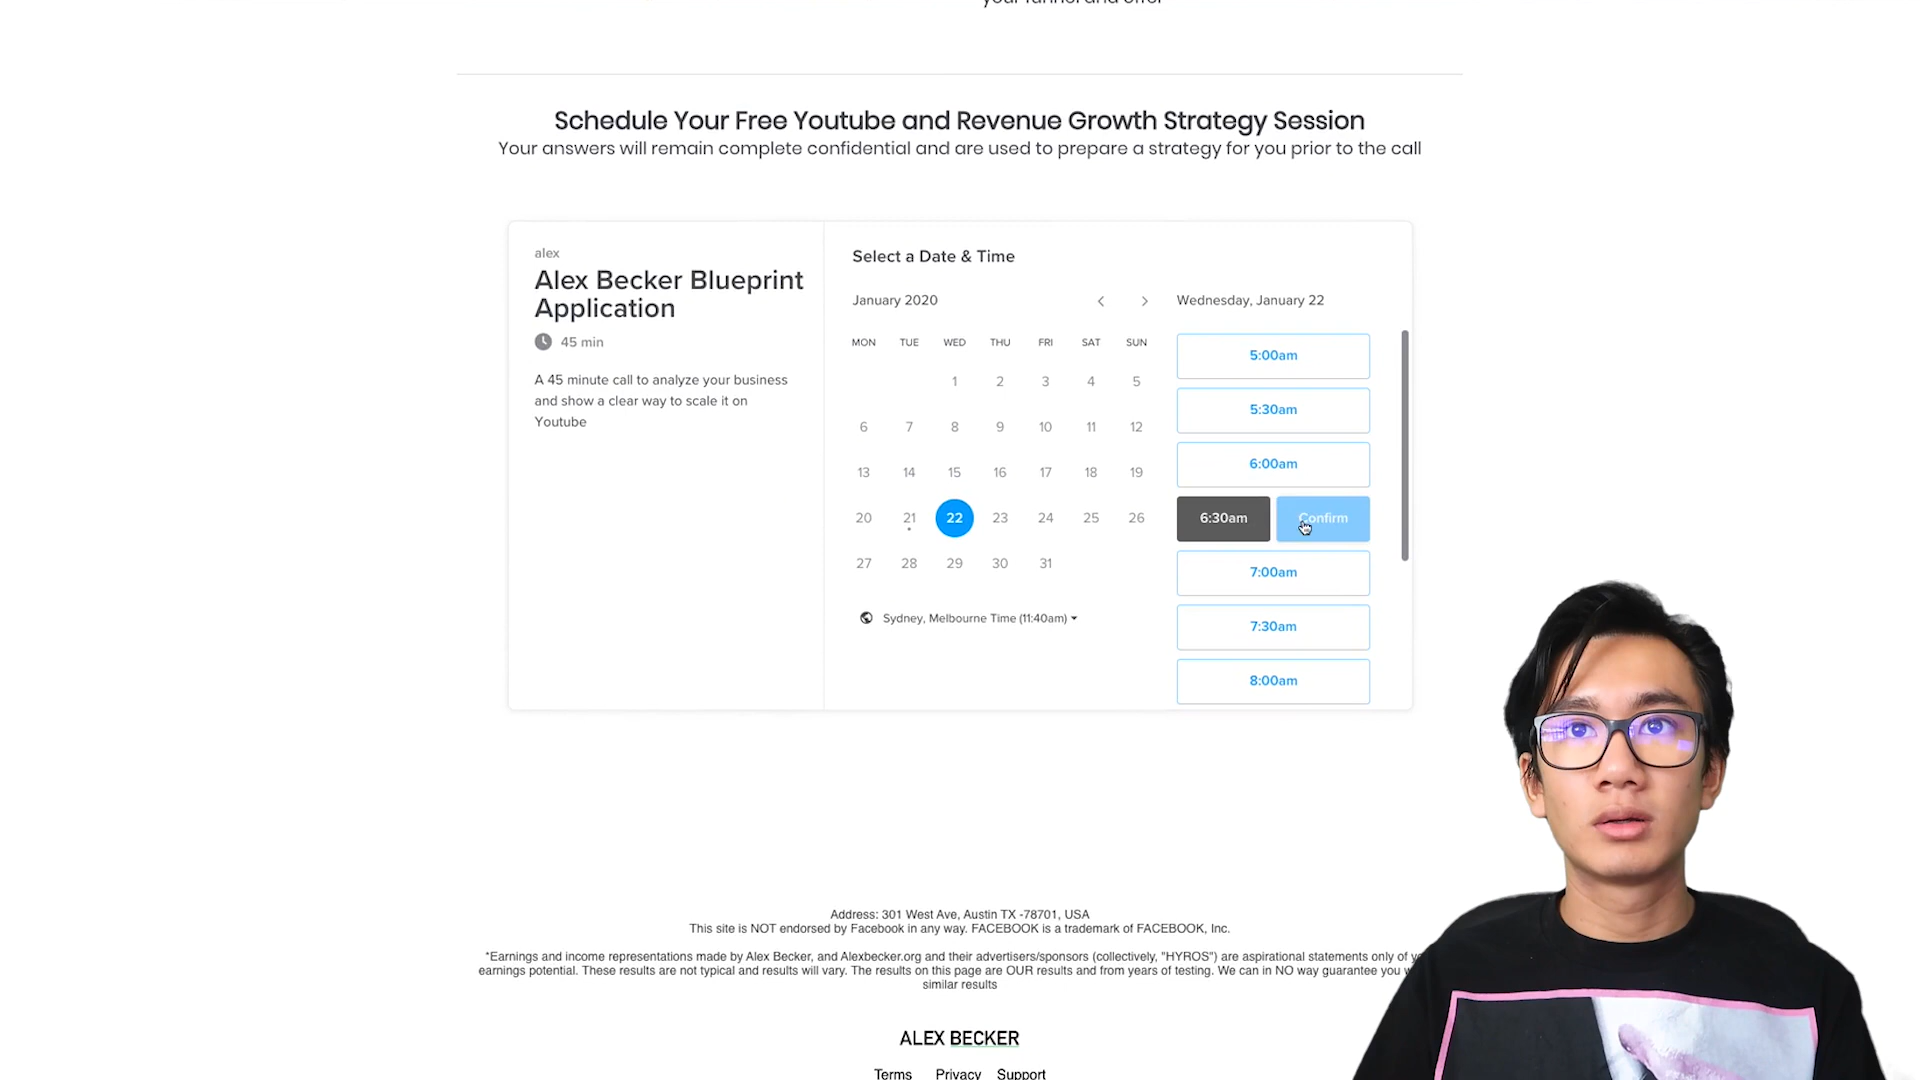 your funnel and offer
Schedule Your Free Youtube and Revenue Growth Strategy Session
Your answers will remain complete confidential and are used to prepare a strategy for you prior to the call
alex
Alex Becker Blueprint
Application
45 min
A 45 minute call to analyze your business
and show a clear way to scale it on
Youtube
Select a Date & Time
January 2020
MON TUE WED THU FRI SAT SUN
1 2 3 4 5
6 7 8 9 10 11 12
13 14 15 16 17 18 19
20 21 22 23 24 25 26
27 28 29 30 31
Sydney, Melbourne Time (11:40am)
Wednesday, January 22
5:00am
5:30am
6:00am
6:30am Confirm
7:00am
7:30am
8:00am
Address: 301 West Ave, Austin TX -78701, USA
This site is NOT endorsed by Facebook in any way. FACEBOOK is a trademark of FACEBOOK, Inc.
*Earnings and income representations made by Alex Becker, and Alexbecker.org and their advertisers/sponsors (collectively, "HYROS") are aspirational statements only of
earnings potential. These results are not typical and results will vary. The results on this page are OUR results and from years of testing. We can in NO way guarantee you
similar results
ALEX BECKER
Terms Privacy Support